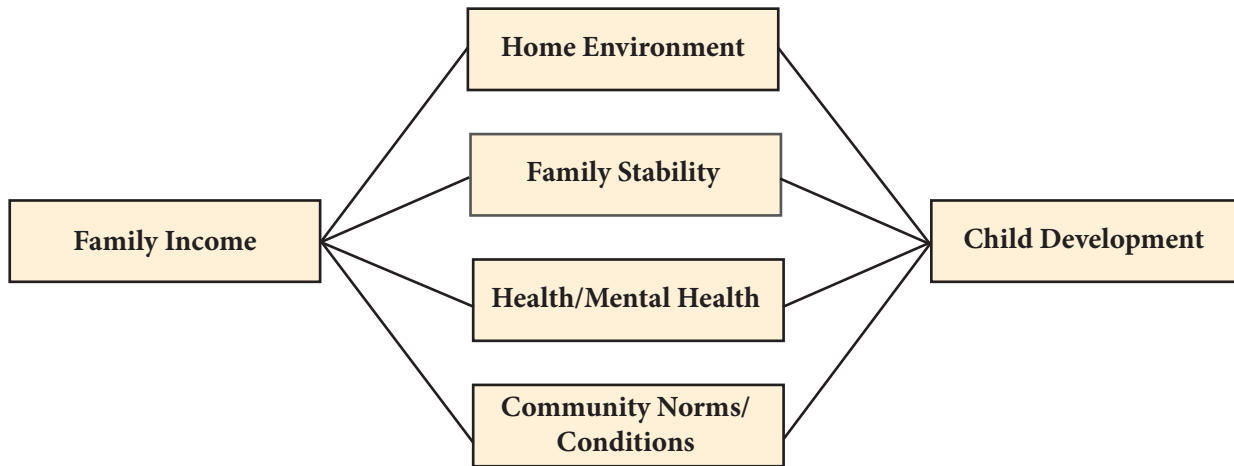 Home Environment
Family Stability
Family Income
Child Development
Health/Mental Health
Community Norms/
Conditions